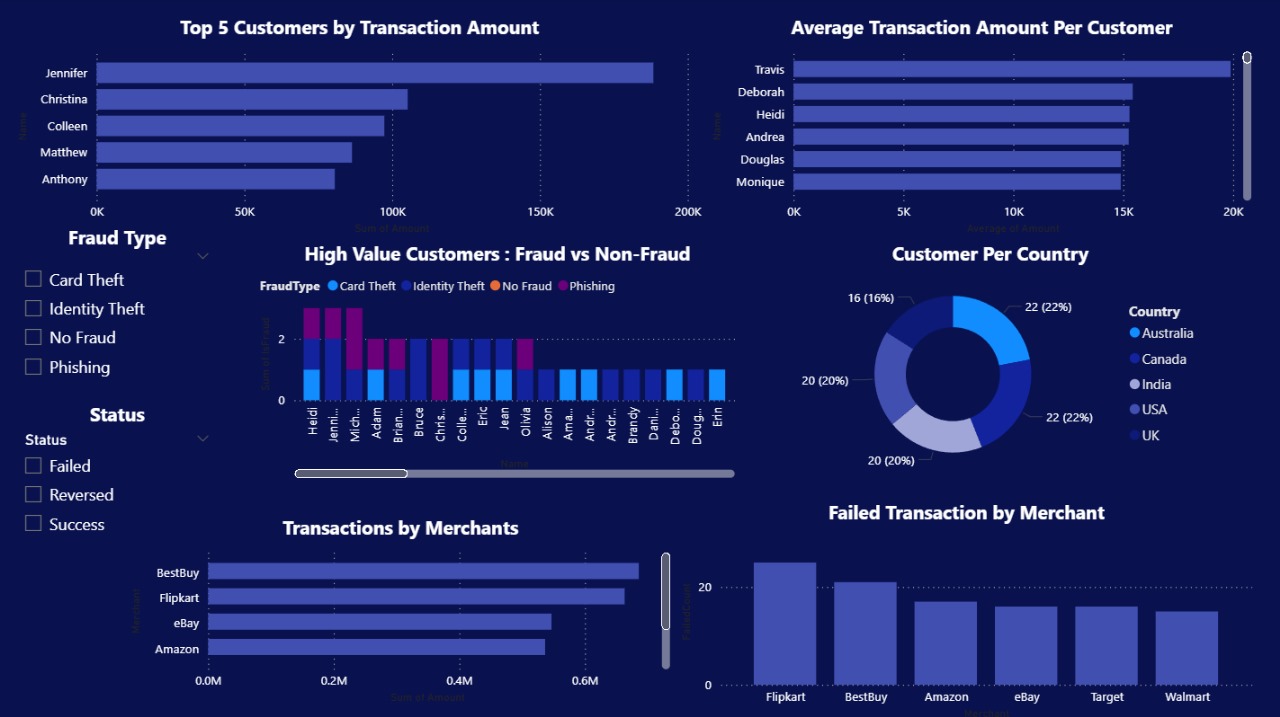 Top 5 Customers by Transaction Amount
Name
Jennifer
Christina
Colleen
Matthew
Anthony
0K 50K 100K 150K 200K
Sum of Amount
Average Transaction Amount Per Customer
Name
Travis
Deborah
Heidi
Andrea
Douglas
Monique
0K 5K 10K 15K 20K
Average of Amount
Fraud Type
Card Theft
Identity Theft
No Fraud
Phishing
Status
Status
Failed
Reversed
Success
High Value Customers : Fraud vs Non-Fraud
FraudType Card Theft Identity Theft No Fraud Phishing
Sum of IsFraud
2
0
Heidi
Jenni...
Mich...
Adam
Brian...
Bruce
Chris...
Colle...
Eric
Jean
Olivia
Alison
Ama...
Andr...
Andr...
Brandy
Dani...
Debo...
Doug...
Erin
Name
Customer Per Country
16 (16%)
22 (22%)
20 (20%)
22 (22%)
20 (20%)
Country
Australia
Canada
India
USA
UK
Transactions by Merchants
Merchant
BestBuy
Flipkart
eBay
Amazon
0.0M 0.2M 0.4M 0.6M
Sum of Amount
Failed Transaction by Merchant
FailedCount
20
0
Flipkart BestBuy Amazon eBay Target Walmart
Merchant